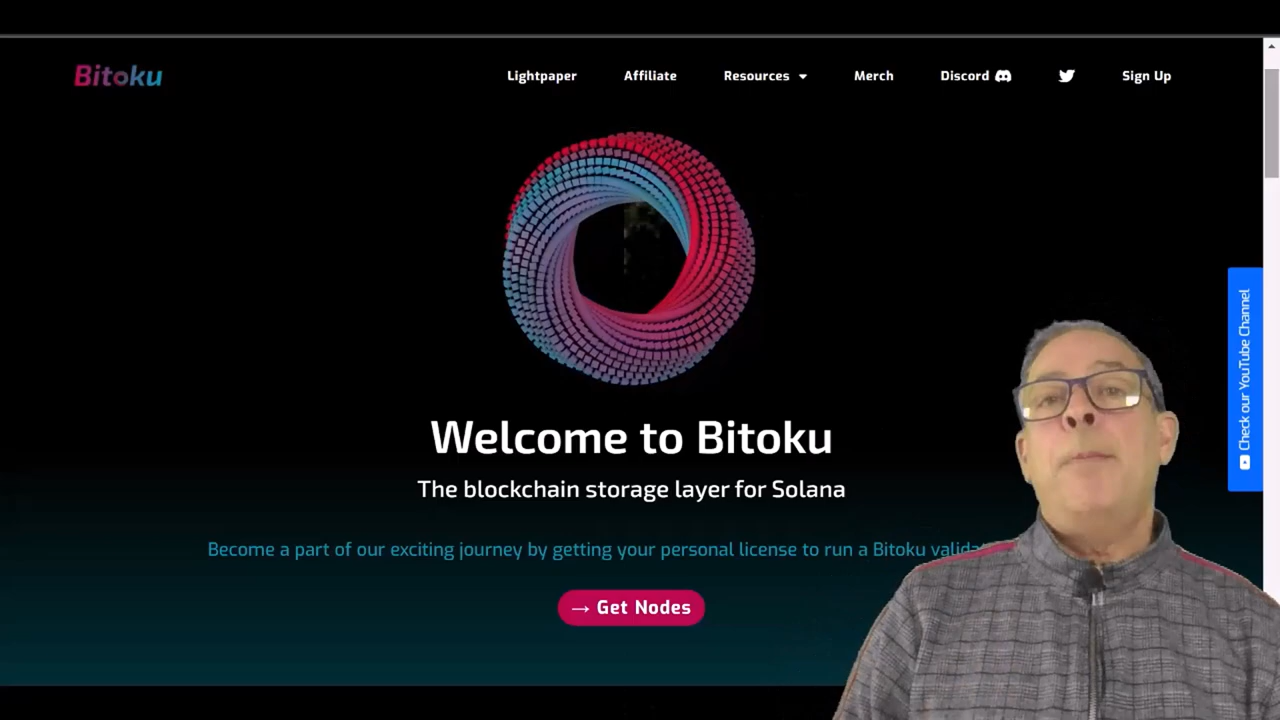 Bitoku
Lightpaper
Affiliate
Resources
Merch
Discord
Sign Up
Welcome to Bitoku
The blockchain storage layer for Solana
Become a part of our exciting journey by getting your personal license to run a Bitoku
→ Get Nodes
Check our YouTube Channel